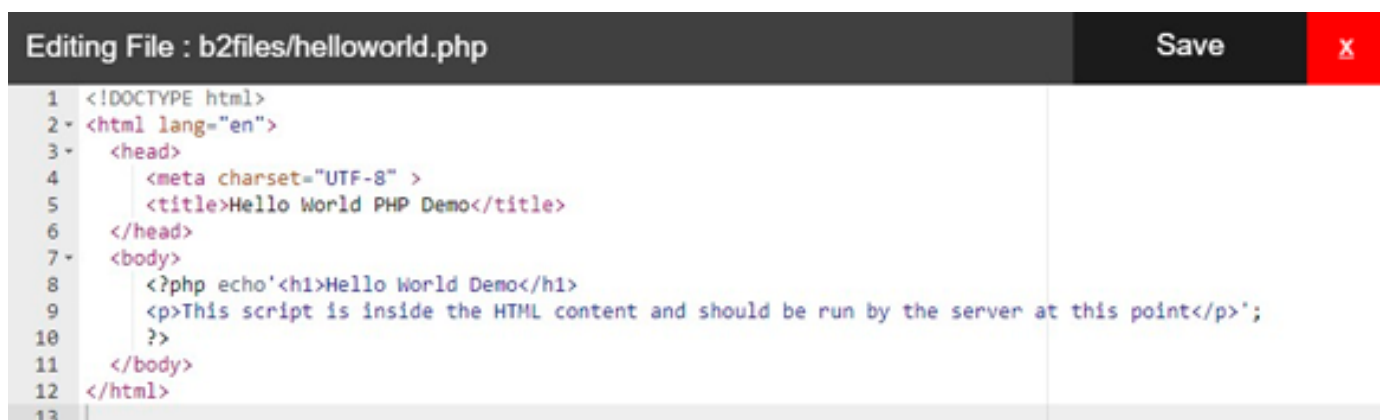 Editing File : b2files/helloworld.php Save x
1 <!DOCTYPE html>
2 <html lang="en">
3 <head>
4 <meta charset="UTF-8" >
5 <title>Hello World PHP Demo</title>
6 </head>
7 <body>
8 <?php echo'<h1>Hello World Demo</h1>
9 <p>This script is inside the HTML content and should be run by the server at this point</p>';
10 ?>
11 </body>
12 </html>
13